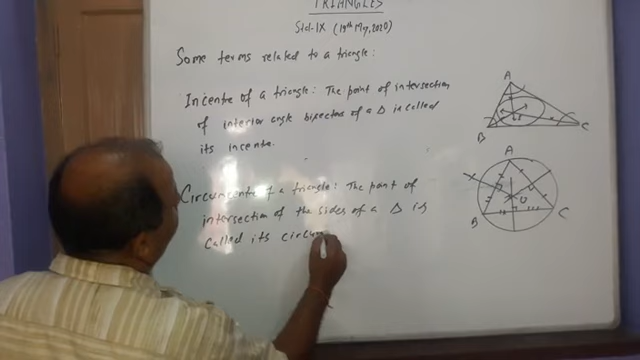 TRIANGLES
Std-IX (19th May, 2020)
Some terms related to a triangle:
Incentre of a triangle: The point of intersection
of interior angle bisectors of a Δ is called
its incentre.
Circumcentre of a triangle: The point of
intersection of the sides of a Δ is
called its circum
A
B
C
A
B
C
O